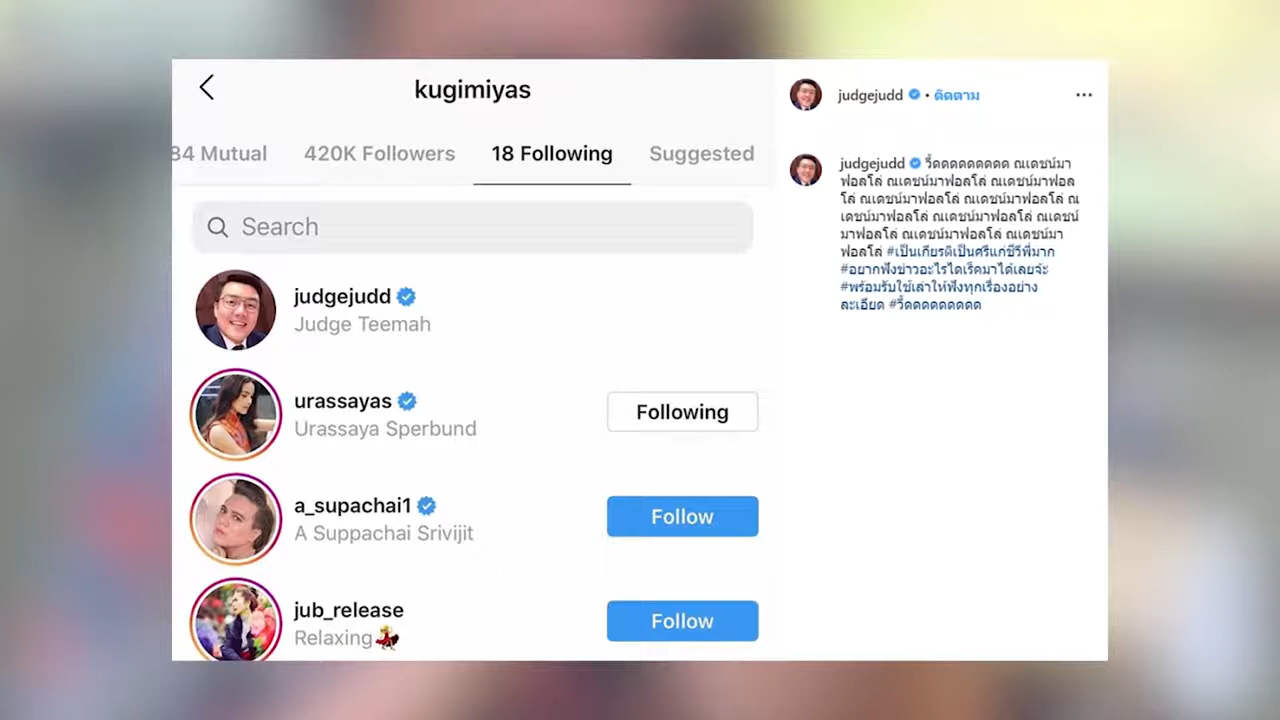 kugimiyas
84 Mutual
420K Followers
18 Following
Suggested
Search
judgejudd
Judge Teemah
urassayas
Urassaya Sperbund
Following
a_supachai1
A Suppachai Srivijit
Follow
jub_release
Relaxing
Follow
judgejudd • ติดตาม
judgejudd วี้ดดดดดดดดด ณเดชน์มา
ฟอลโล่ ณเดชน์มาฟอลโล่ ณเดชน์มาฟอล
โล่ ณเดชน์มาฟอลโล่ ณเดชน์มาฟอลโล่ ณ
เดชน์มาฟอลโล่ ณเดชน์มาฟอลโล่ ณเดชน์
มาฟอลโล่ ณเดชน์มาฟอลโล่ ณเดชน์มา
ฟอลโล่ #เป็นเกียรติเป็นศรีแก่ชีวีพี่มาก
#อยากฟังข่าวอะไรไดเร็คมาได้เลยจ้ะ
#พร้อมรับใช้เล่าให้ฟังทุกเรื่องอย่าง
ละเอียด #วี้ดดดดดดดดด